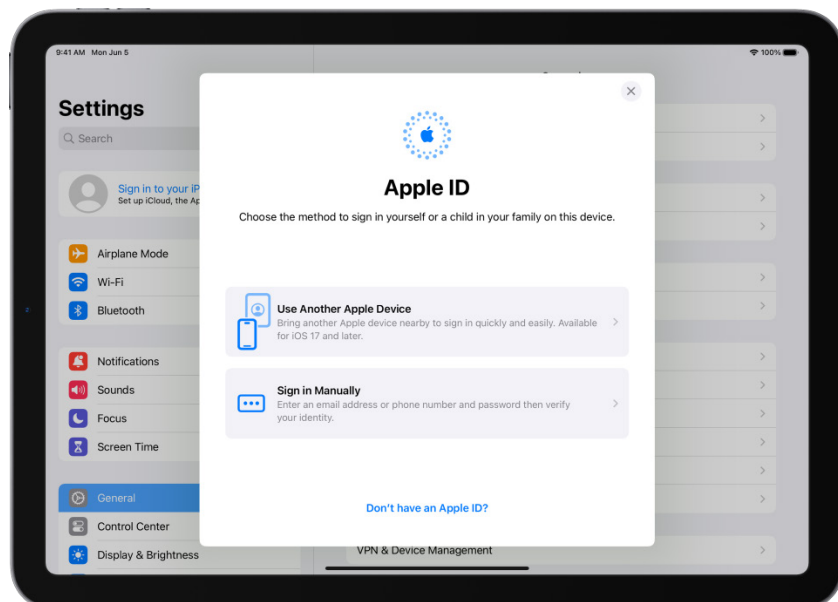 9:41 AM Mon Jun 5
100%
Settings
Search
Sign in to your iP
Set up iCloud, the Ap
Airplane Mode
Wi-Fi
Bluetooth
Notifications
Sounds
Focus
Screen Time
General
Control Center
Display & Brightness
Apple ID
Choose the method to sign in yourself or a child in your family on this device.
Use Another Apple Device
Bring another Apple device nearby to sign in quickly and easily. Available
for iOS 17 and later.
Sign in Manually
Enter an email address or phone number and password then verify
your identity.
Don't have an Apple ID?
VPN & Device Management